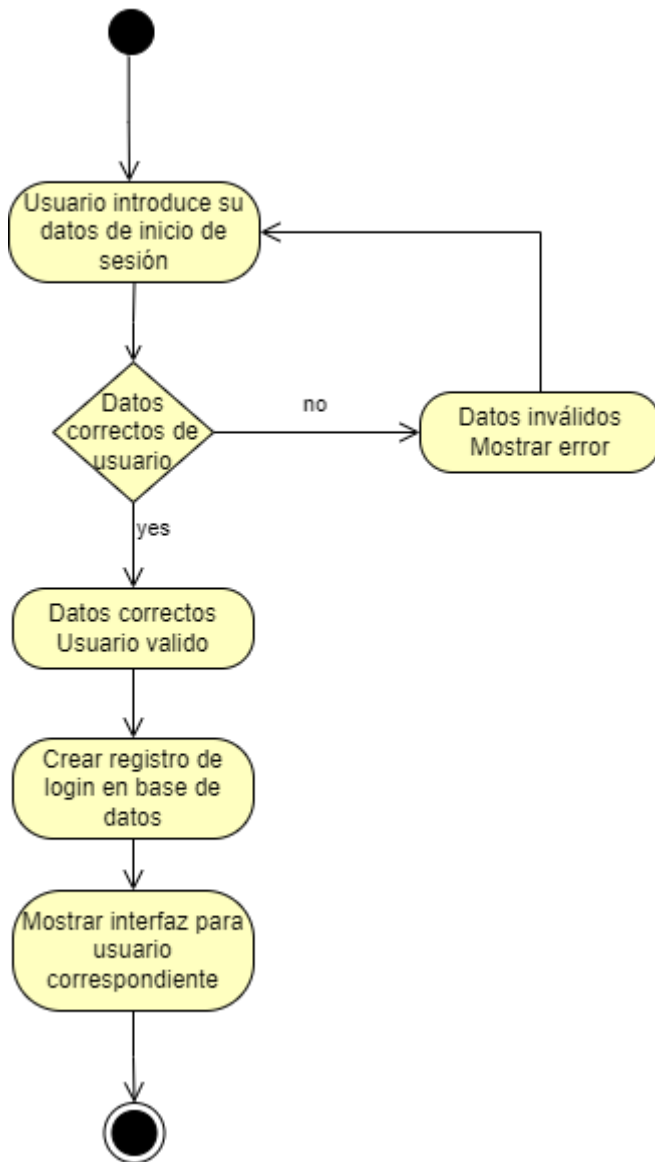 Usuario introduce su
datos de inicio de
sesión
Datos
correctos de
usuario
no
Datos inválidos
Mostrar error
yes
Datos correctos
Usuario valido
Crear registro de
login en base de
datos
Mostrar interfaz para
usuario
correspondiente